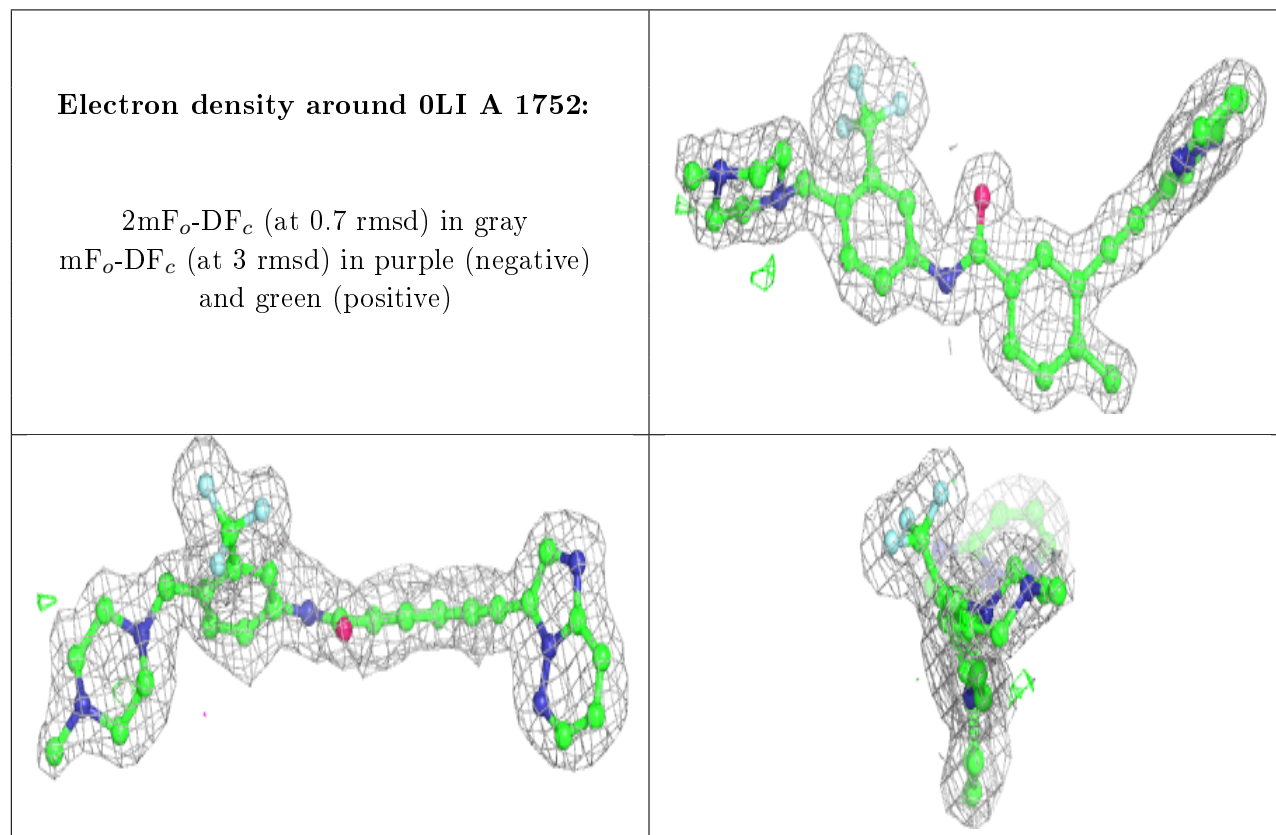 Electron density around 0LI A 1752:
2mFo-DFc (at 0.7 rmsd) in gray
mFo-DFc (at 3 rmsd) in purple (negative)
and green (positive)